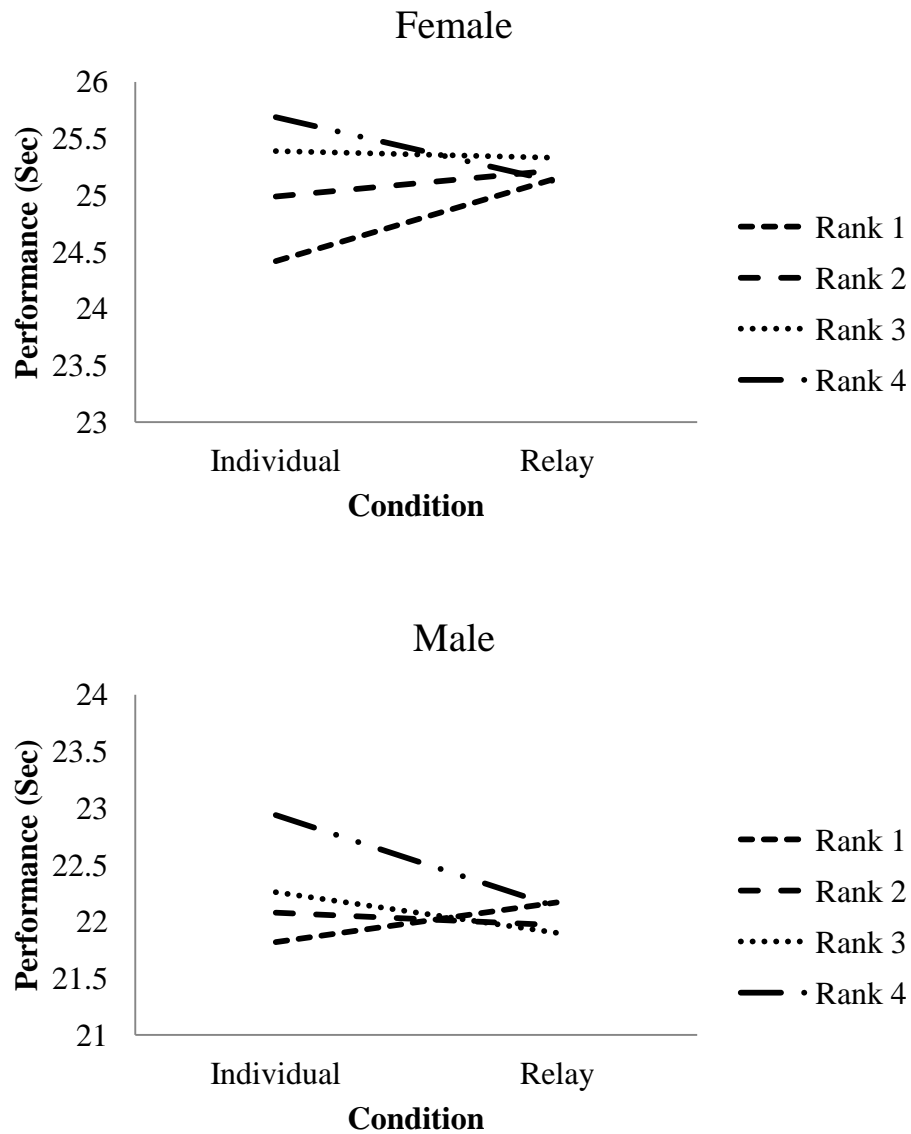 Female
26
25.5
25
24.5
24
23.5
23
Performance (Sec)
Individual Relay
Condition
Rank 1
Rank 2
Rank 3
Rank 4
Male
24
23.5
23
22.5
22
21.5
21
Performance (Sec)
Individual Relay
Condition
Rank 1
Rank 2
Rank 3
Rank 4